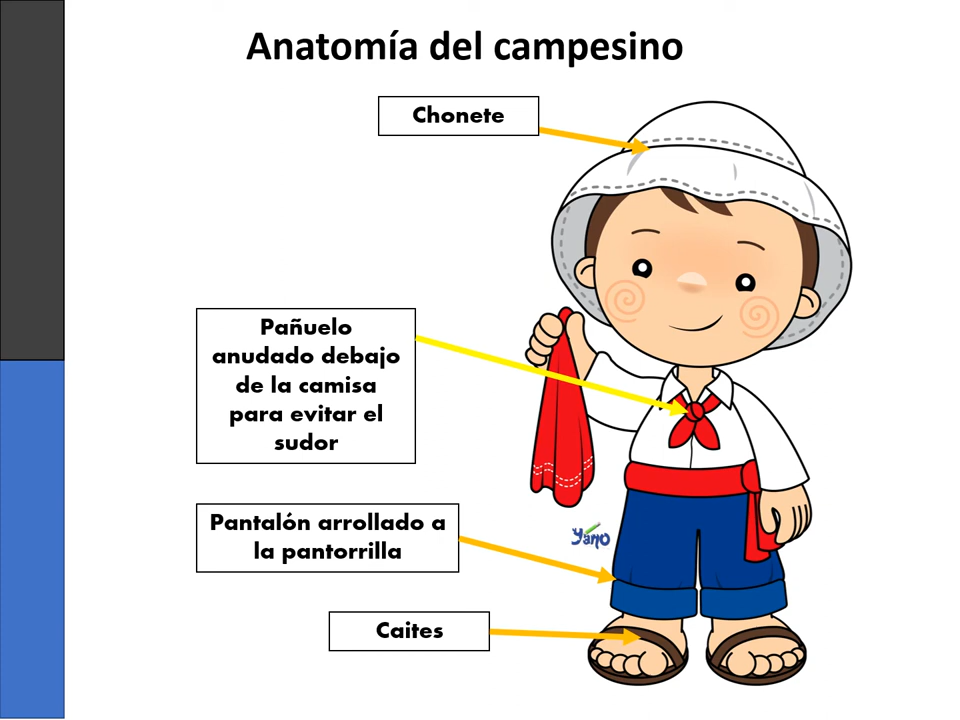 Anatomía del campesino
Chonete
Pañuelo
anudado debajo
de la camisa
para evitar el
sudor
Pantalón arrollado a
la pantorrilla
Yano
Caites